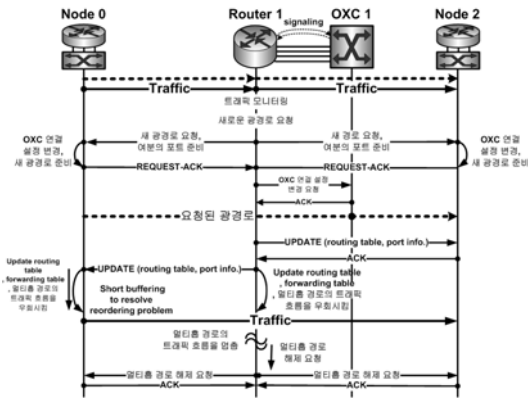 Node 0
Router 1
OXC 1
Node 2
signaling
Traffic
Traffic
트래픽 모니터링
새로운 광경로 요청
OXC 연결
설정 변경,
새 광경로 준비
새 광경로 요청,
여분의 포트 준비
새 경로 요청,
여분의 포트 준비
OXC 연결
설정 변경,
새 광경로 준비
REQUEST-ACK
REQUEST-ACK
OXC 연결 설정
변경 요청
ACK
요청된 광경로
UPDATE (routing table, port info.)
ACK
UPDATE (routing table, port info.)
Update routing
table
, forwarding table
, 멀티홉 경로의
트래픽 흐름을
우회시킴
Short buffering
to resolve
reordering problem
Update routing table
, forwarding table
, 멀티홉 경로의 트래픽
흐름을 우회시킴
Traffic
멀티홉 경로의
트래픽 흐름을 멈춤
멀티홉 경로
해제 요청
멀티홉 경로 해제 요청
멀티홉 경로 해제 요청
ACK
ACK